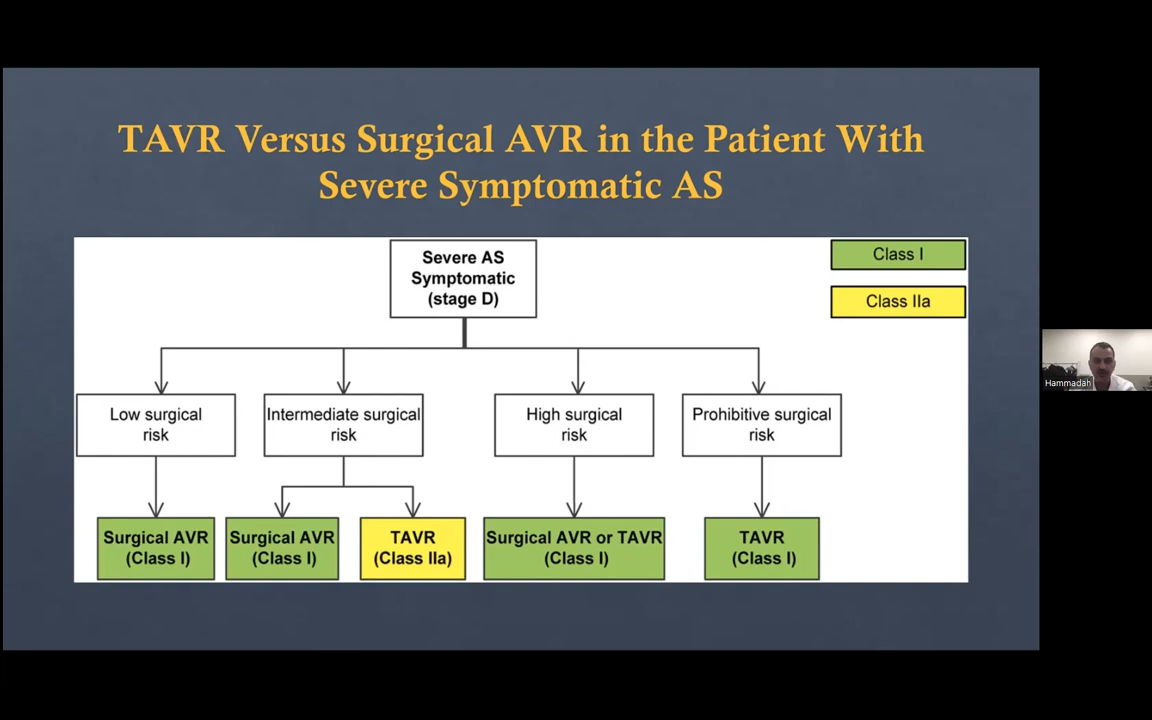 TAVR Versus Surgical AVR in the Patient With
Severe Symptomatic AS
Severe AS
Symptomatic
(stage D)
Class I
Class IIa
Low surgical
risk
Intermediate surgical
risk
High surgical
risk
Prohibitive surgical
risk
Surgical AVR
(Class I)
Surgical AVR
(Class I)
TAVR
(Class IIa)
Surgical AVR or TAVR
(Class I)
TAVR
(Class I)
Hammadah